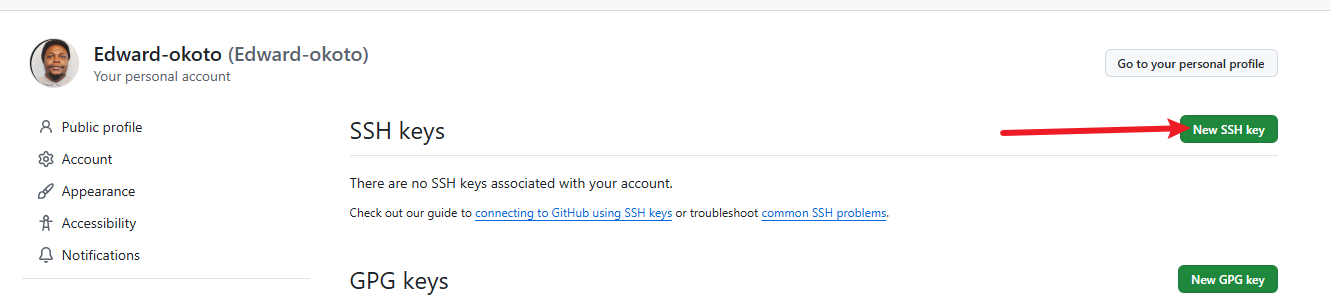 Edward-okoto (Edward-okoto)
Your personal account
Go to your personal profile
Public profile
Account
Appearance
Accessibility
Notifications
SSH keys
New SSH key
There are no SSH keys associated with your account.
Check out our guide to connecting to GitHub using SSH keys or troubleshoot common SSH problems.
GPG keys
New GPG key